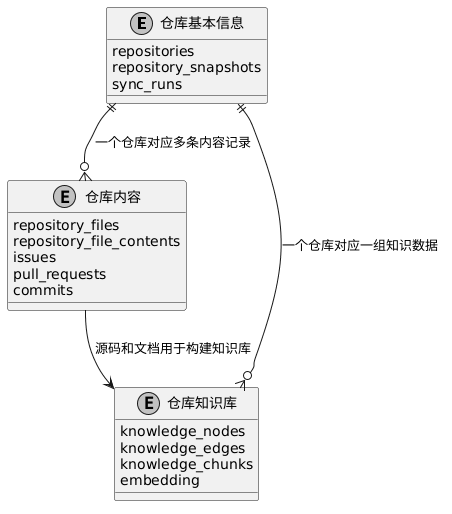 E 仓库基本信息
repositories
repository_snapshots
sync_runs
一个仓库对应多条内容记录
E 仓库内容
repository_files
repository_file_contents
issues
pull_requests
commits
一个仓库对应一组知识数据
源码和文档用于构建知识库
E 仓库知识库
knowledge_nodes
knowledge_edges
knowledge_chunks
embedding